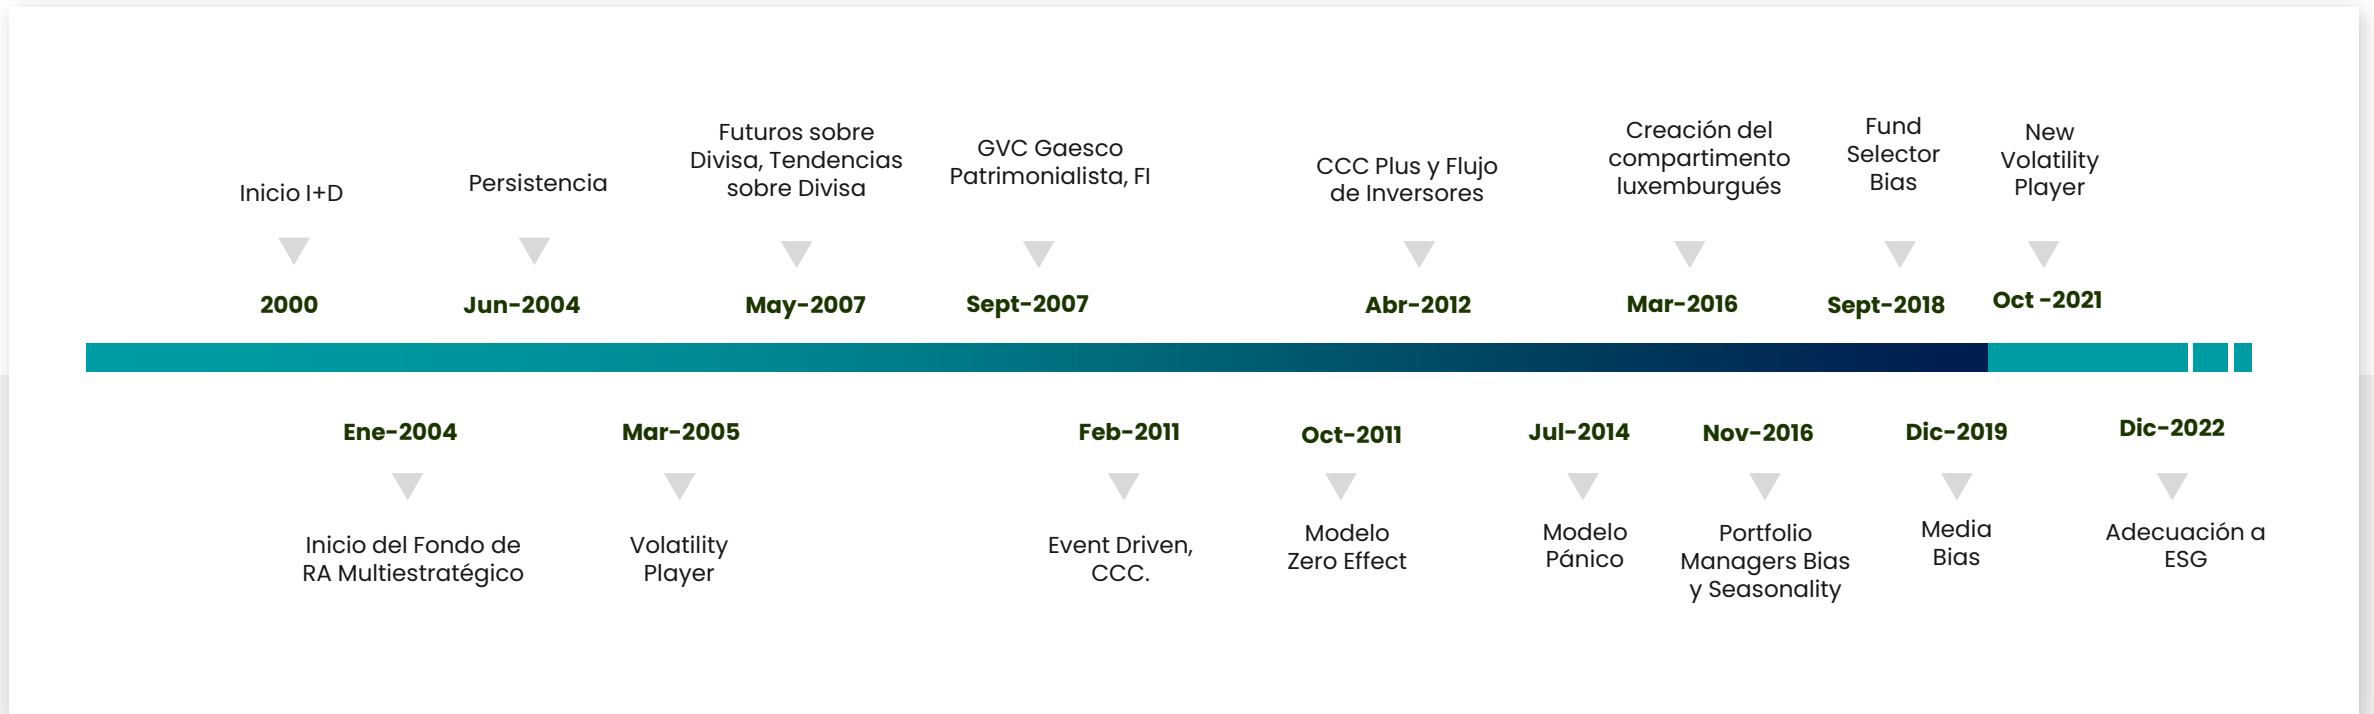 Inicio I+D
2000
Persistencia
Jun-2004
Futuros sobre
Divisa, Tendencias
sobre Divisa
May-2007
GVC Gaesco
Patrimonialista, FI
Sept-2007
CCC Plus y Flujo
de Inversores
Abr-2012
Creación del
compartimento
luxemburgués
Mar-2016
Fund
Selector
Bias
Sept-2018
New
Volatility
Player
Oct -2021
Ene-2004
Inicio del Fondo de
RA Multiestratégico
Mar-2005
Volatility
Player
Feb-2011
Event Driven,
CCC.
Oct-2011
Modelo
Zero Effect
Jul-2014
Modelo
Pánico
Nov-2016
Portfolio
Managers Bias
y Seasonality
Dic-2019
Media
Bias
Dic-2022
Adecuación a
ESG